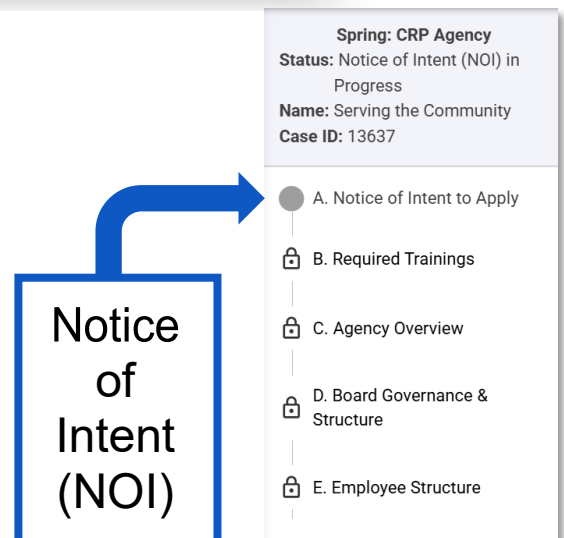 Spring: CRP Agency
Status: Notice of Intent (NOI) in
Progress
Name: Serving the Community
Case ID: 13637
A. Notice of Intent to Apply
B. Required Trainings
C. Agency Overview
D. Board Governance &
Structure
E. Employee Structure
Notice
of
Intent
(NOI)